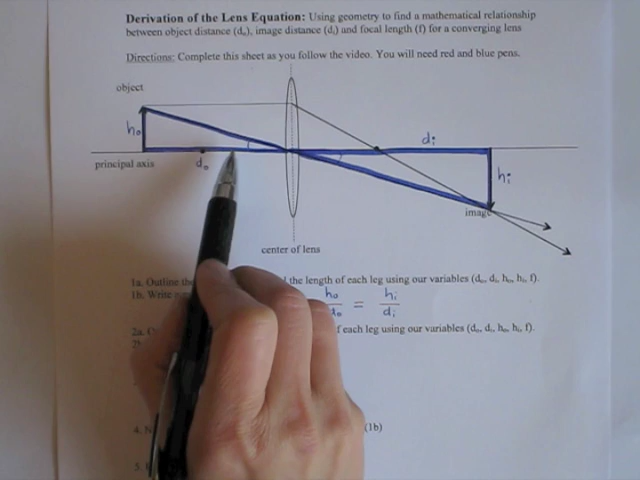 Derivation of the Lens Equation: Using geometry to find a mathematical relationship
between object distance (dₒ), image distance (dᵢ) and focal length (f) for a converging lens
Directions: Complete this sheet as you follow the video. You will need red and blue pens.
object
hₒ
dᵢ
principal axis
dₒ
hᵢ
image
center of lens
1a. Outline the length of each leg using our variables (dₒ, dᵢ, hₒ, hᵢ, f).
1b. Write
hₒ/dₒ = hᵢ/dᵢ
2a. f each leg using our variables (dₒ, dᵢ, hₒ, hᵢ, f).
4. (1b)
5.